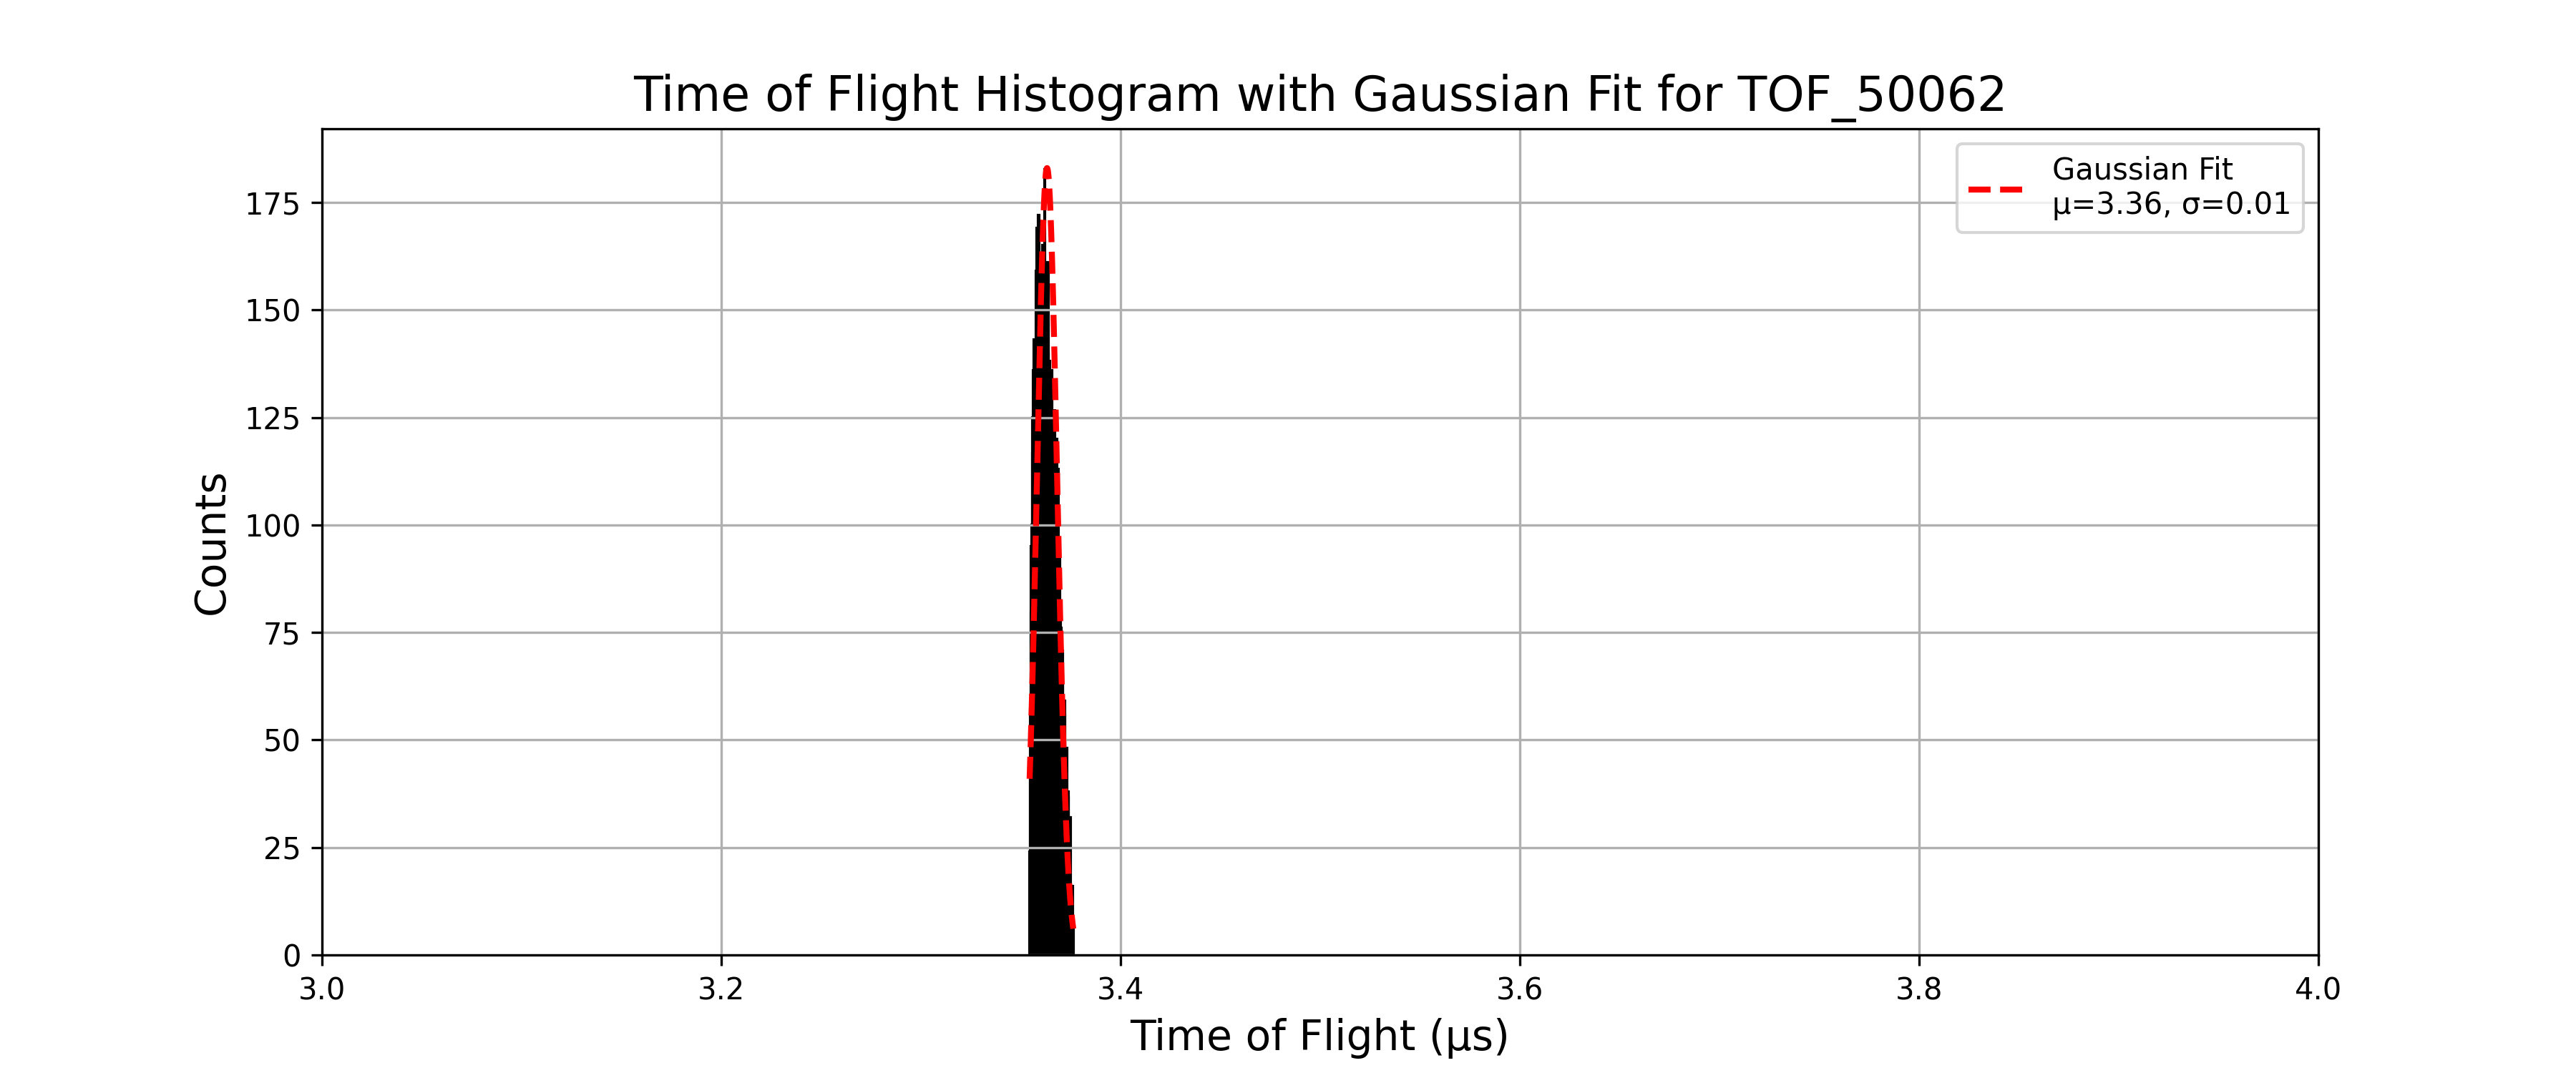 Time of Flight Histogram with Gaussian Fit for TOF_50062
Gaussian Fit
μ=3.36, σ=0.01
175
150
125
100
75
50
25
0
Counts
3.0 3.2 3.4 3.6 3.8 4.0
Time of Flight (μs)